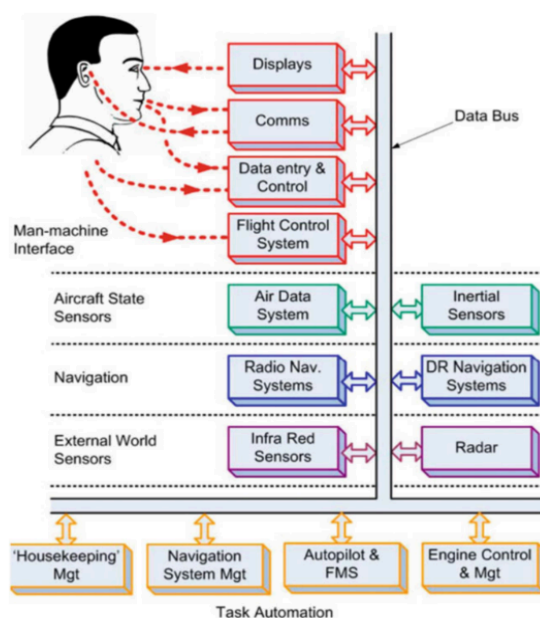 Displays
Comms
Data Bus
Data entry &
Control
Flight Control
System
Man-machine
Interface
Aircraft State
Sensors
Air Data
System
Inertial
Sensors
Navigation
Radio Nav.
Systems
DR Navigation
Systems
External World
Sensors
Infra Red
Sensors
Radar
'Housekeeping'
Mgt
Navigation
System Mgt
Autopilot &
FMS
Engine Control
& Mgt
Task Automation